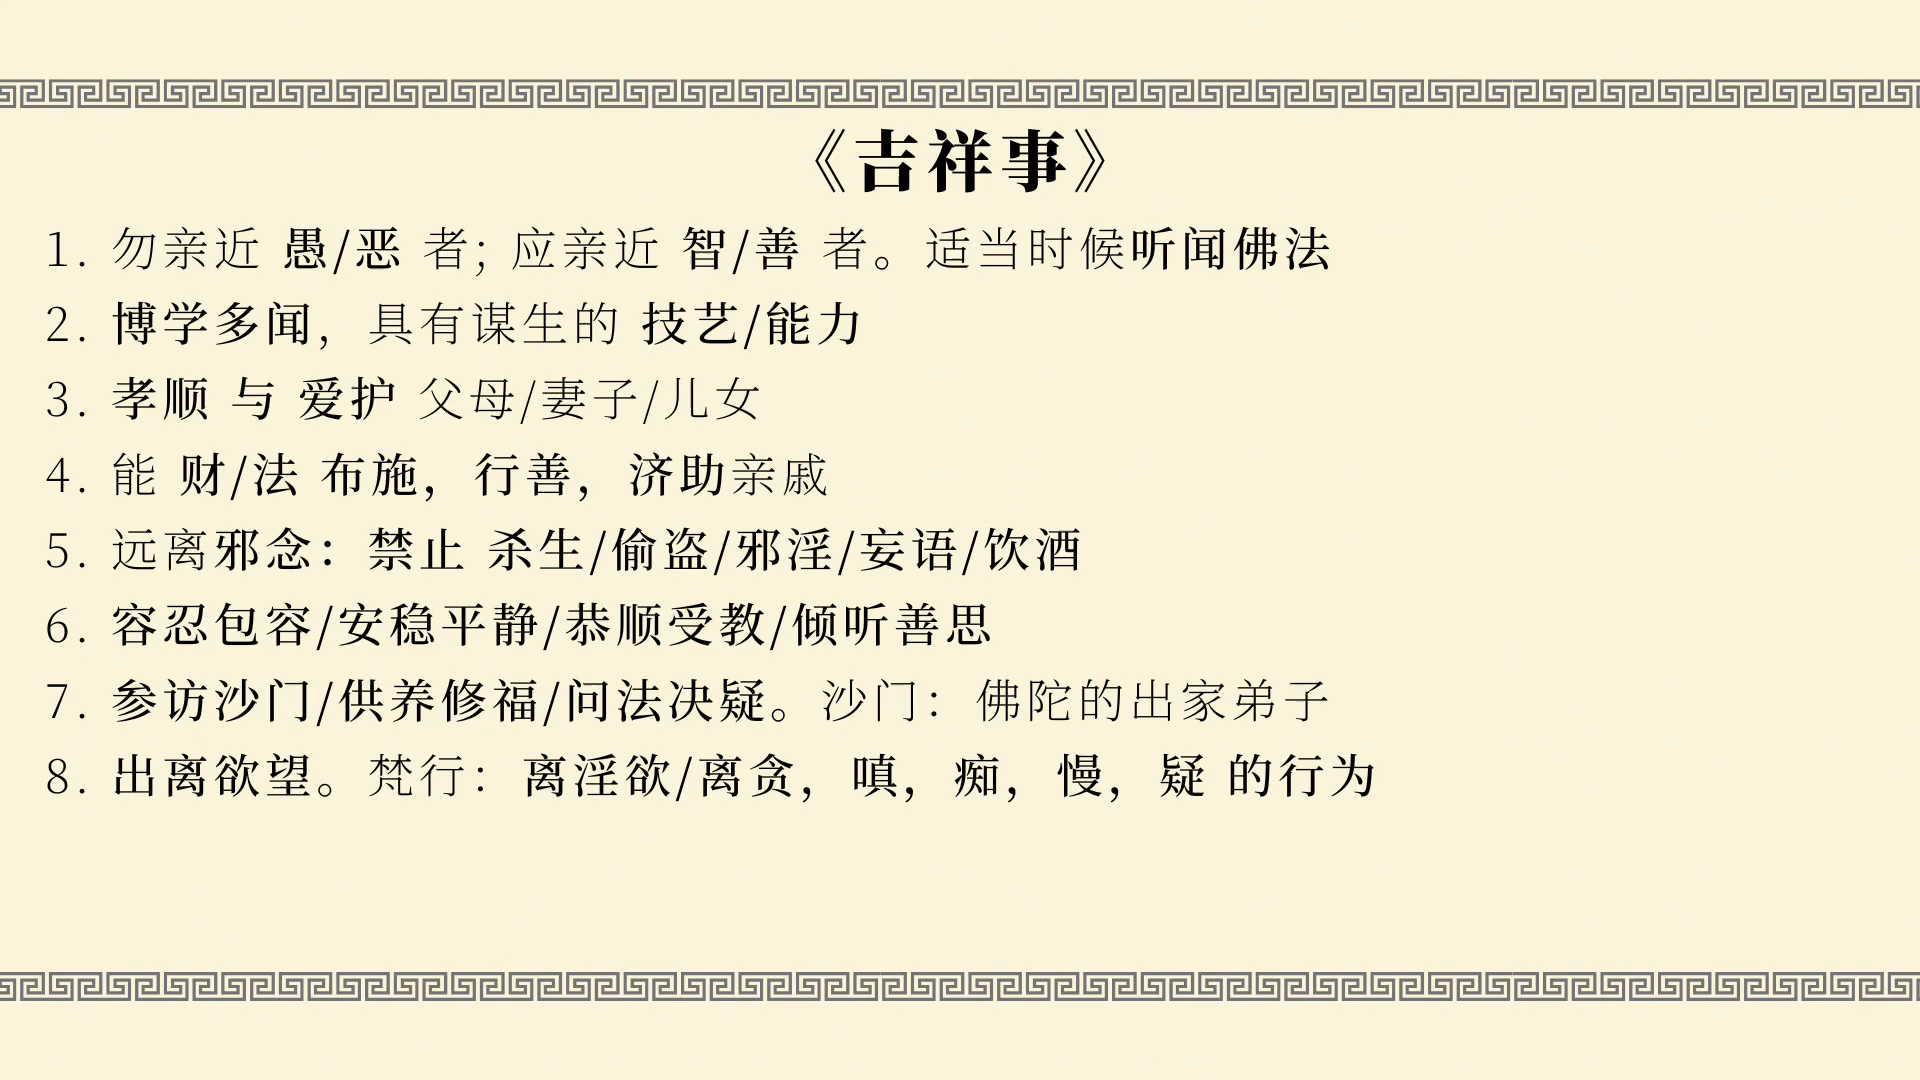 《吉祥事》
1. 勿亲近 愚/恶 者; 应亲近 智/善 者。适当时候听闻佛法
2. 博学多闻，具有谋生的 技艺/能力
3. 孝顺 与 爱护 父母/妻子/儿女
4. 能 财/法 布施，行善，济助亲戚
5. 远离邪念：禁止 杀生/偷盗/邪淫/妄语/饮酒
6. 容忍包容/安稳平静/恭顺受教/倾听善思
7. 参访沙门/供养修福/问法决疑。沙门：佛陀的出家弟子
8. 出离欲望。梵行：离淫欲/离贪，嗔，痴，慢，疑 的行为